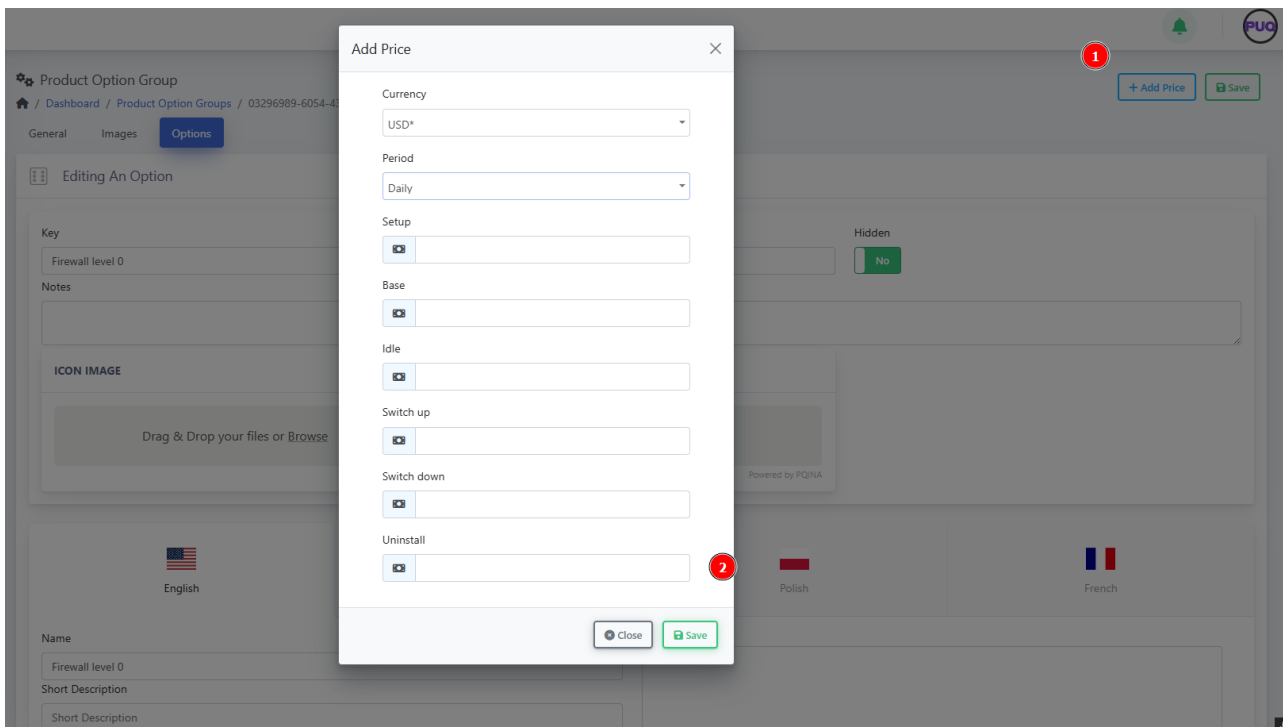 PUQ
1
Product Option Group
+ Add Price
Save
/ Dashboard / Product Option Groups / 03296989-6054-4
General
Images
Options
Editing An Option
Key
Firewall level 0
Hidden
No
Notes
ICON IMAGE
Drag & Drop your files or Browse
Powered by PQINA
English
Polish
French
Name
Firewall level 0
Short Description
Short Description
Add Price
Currency
USD*
Period
Daily
Setup
Base
Idle
Switch up
Switch down
Uninstall
2
Close
Save